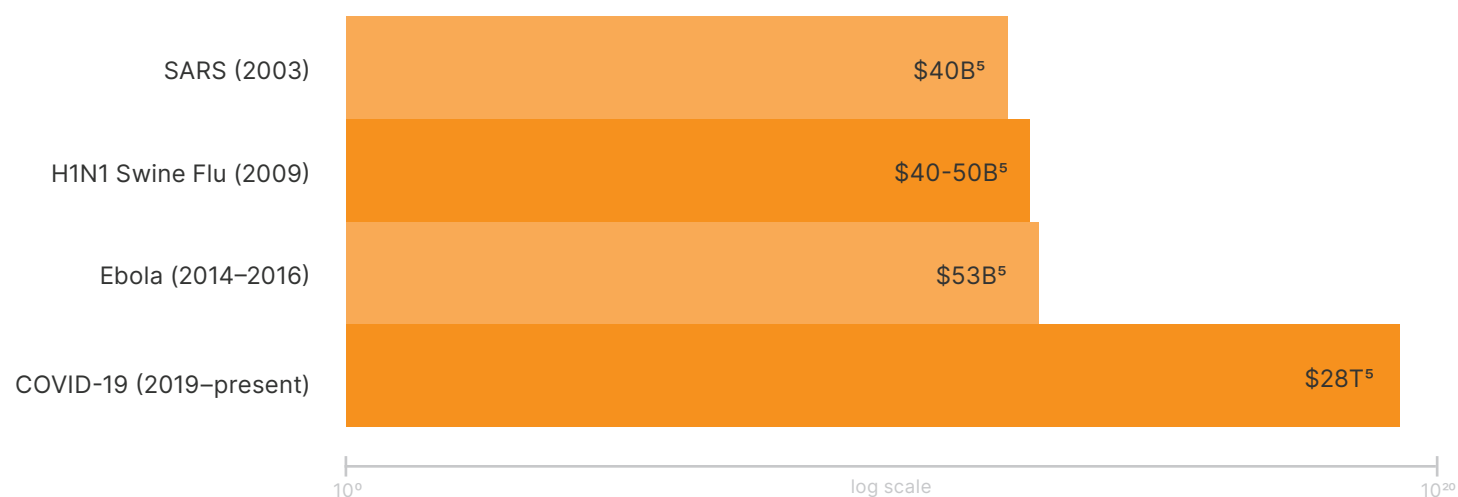 SARS (2003) $40B⁵
H1N1 Swine Flu (2009) $40-50B⁵
Ebola (2014–2016) $53B⁵
COVID-19 (2019–present) $28T⁵
10⁰ log scale 10²⁰